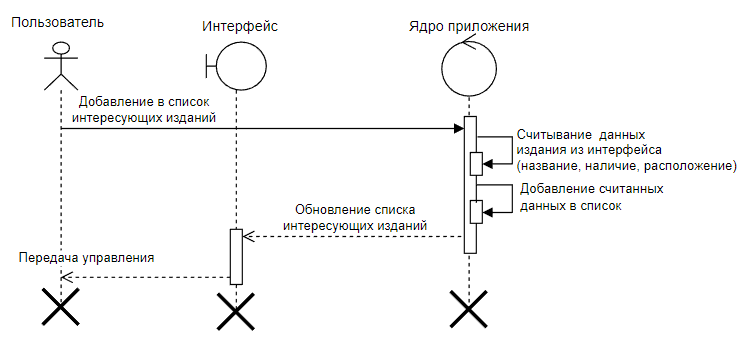 Пользователь
Интерфейс
Ядро приложения
Добавление в список
интересующих изданий
Считывание данных
издания из интерфейса
(название, наличие, расположение)
Добавление считанных
данных в список
Обновление списка
интересующих изданий
Передача управления